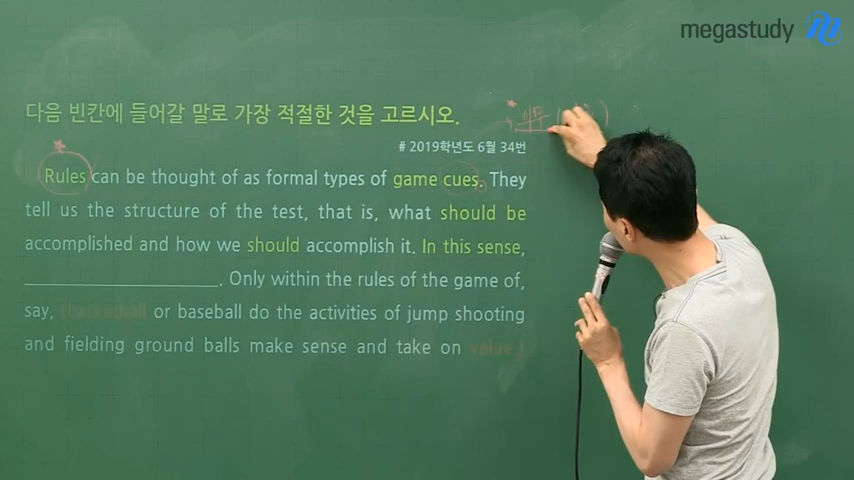 megastudy
다음 빈칸에 들어갈 말로 가장 적절한 것을 고르시오.
# 2019학년도 6월 34번
Rules can be thought of as formal types of game cues. They
tell us the structure of the test, that is, what should be
accomplished and how we should accomplish it. In this sense,
____________________. Only within the rules of the game of,
say, basketball or baseball do the activities of jump shooting
and fielding ground balls make sense and take on value.